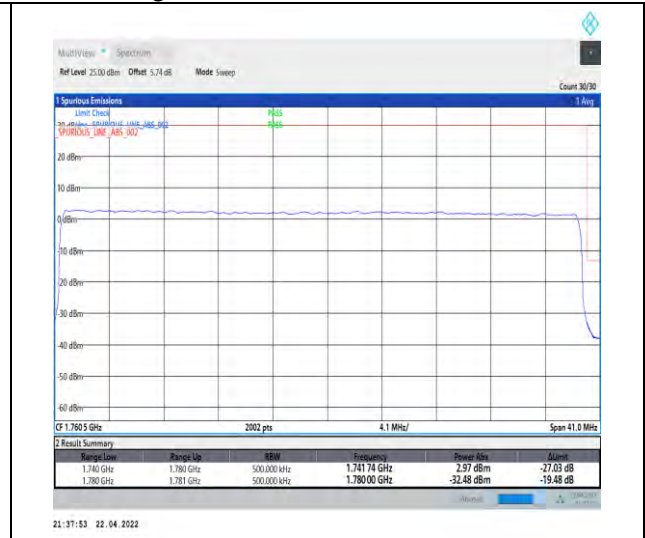 MultiView Spectrum
Ref Level 25.00 dBm Offset 5.74 dB Mode Sweep
Count 30/30
1 Spurious Emissions 1 Avg
Limit Check PASS
SPURIOUS_LINE_ABS_002 PASS
SPURIOUS_LINE_ABS_002
20 dBm
10 dBm
0 dBm
-10 dBm
-20 dBm
-30 dBm
-40 dBm
-50 dBm
-60 dBm
CF 1.7605 GHz 2002 pts 4.1 MHz/ Span 41.0 MHz
2 Result Summary
Range Low Range Up RBW Frequency Power Abs ΔLimit
1.740 GHz 1.780 GHz 500.000 kHz 1.741 74 GHz 2.97 dBm -27.03 dB
1.780 GHz 1.781 GHz 500.000 kHz 1.780 00 GHz -32.48 dBm -19.48 dB
21:37:53 22.04.2022